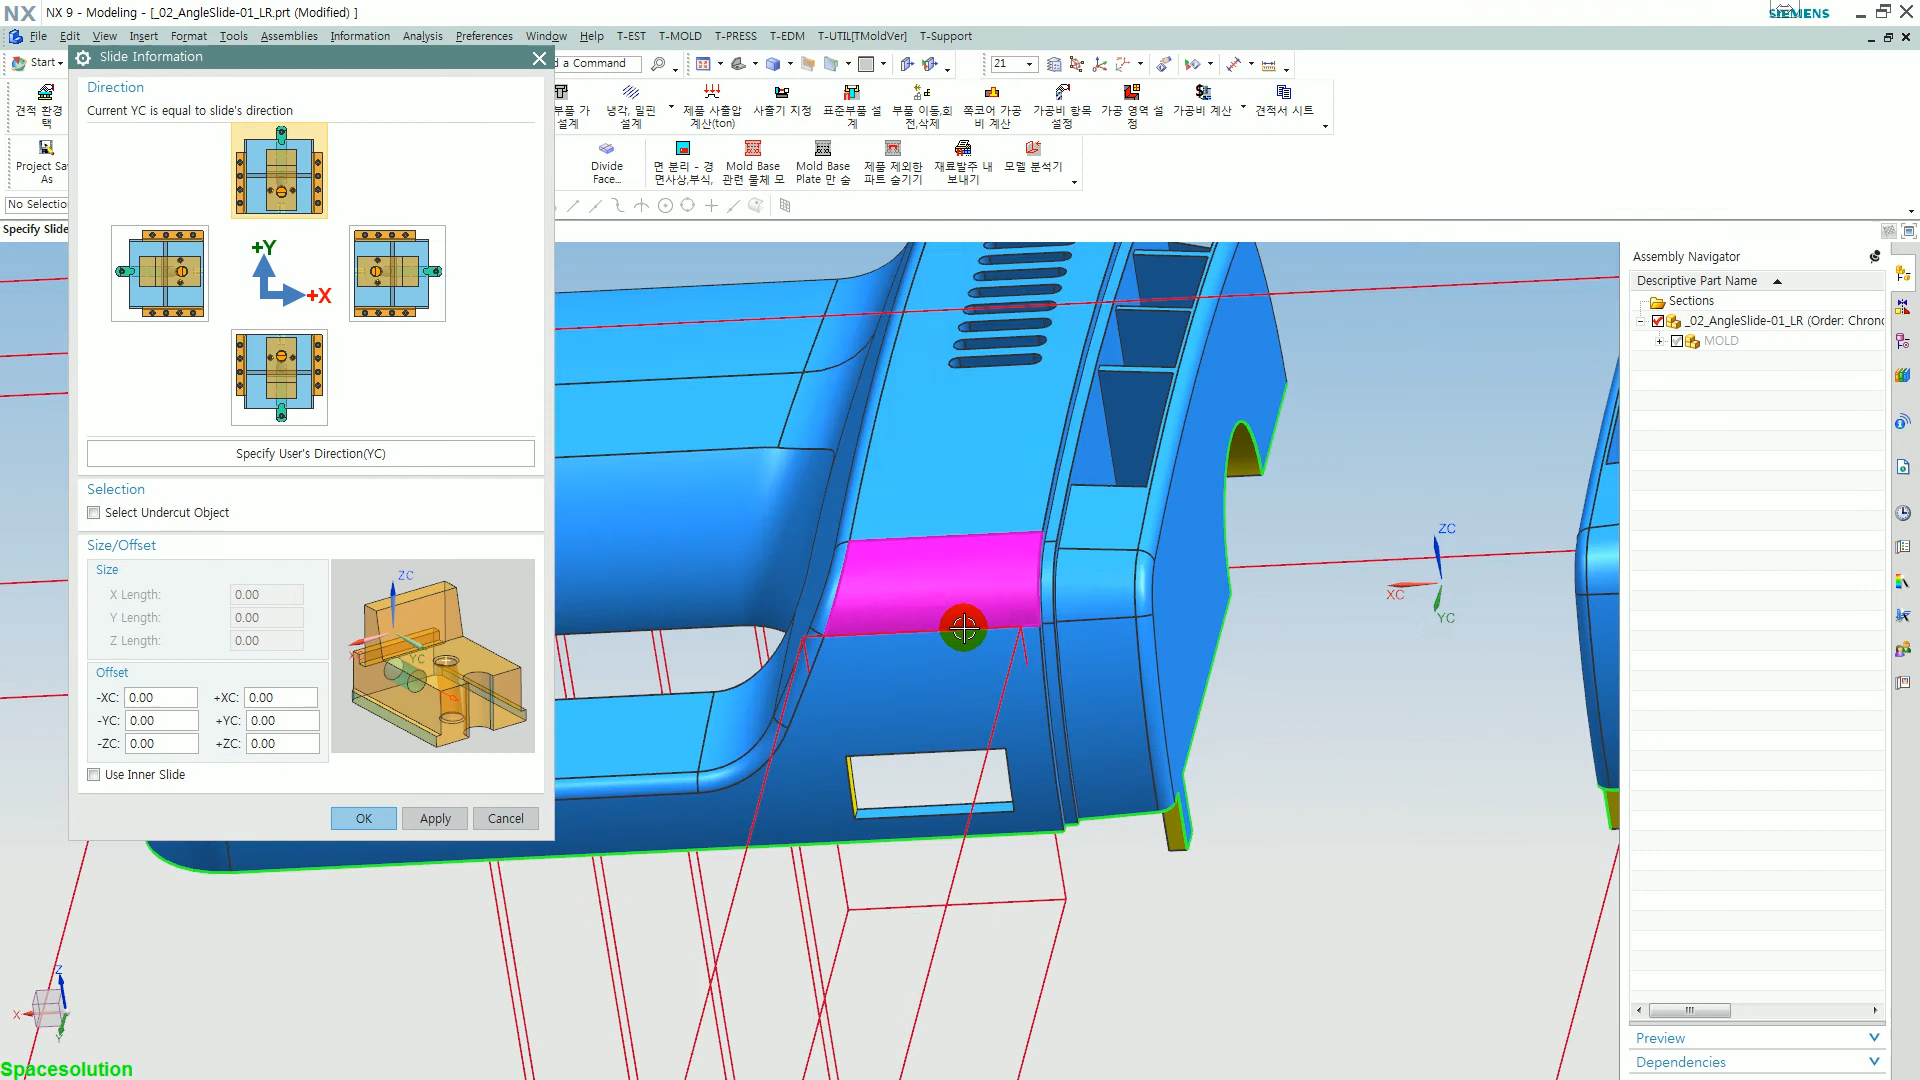 NX NX 9 - Modeling - [_02_AngleSlide-01_LR.prt (Modified) ]
SIEMENS
File Edit View Insert Format Tools Assemblies Information Analysis Preferences Window Help T-EST T-MOLD T-PRESS T-EDM T-UTIL[TMoldVer] T-Support
Start
d a Command
21
견적 환경
택
부품 가
설계
냉각, 밀핀
설계
제품 사출압
계산(ton)
사출기 지정
표준부품 설
계
부품 이동,회
전,삭제
쪽코어 가공
비 계산
가공비 항목
설정
가공 영역 설
정
가공비 계산
견적서 시트
Project Sa
As
Divide
Face...
면 분리 - 경
면사상,부식,
Mold Base
관련 물체 모
Mold Base
Plate 만 숨
제품 제외한
파트 숨기기
재료발주 내
보내기
모델 분석기
No Selectio
Specify Slide
Slide Information
Direction
Current YC is equal to slide's direction
+Y
+X
Specify User's Direction(YC)
Selection
Select Undercut Object
Size/Offset
Size
X Length: 0.00
Y Length: 0.00
Z Length: 0.00
Offset
-XC: 0.00 +XC: 0.00
-YC: 0.00 +YC: 0.00
-ZC: 0.00 +ZC: 0.00
ZC
YC
Use Inner Slide
OK Apply Cancel
ZC
XC
YC
Assembly Navigator
Descriptive Part Name
Sections
_02_AngleSlide-01_LR (Order: Chrono
MOLD
Preview
Dependencies
Z
X
Y
Spacesolution